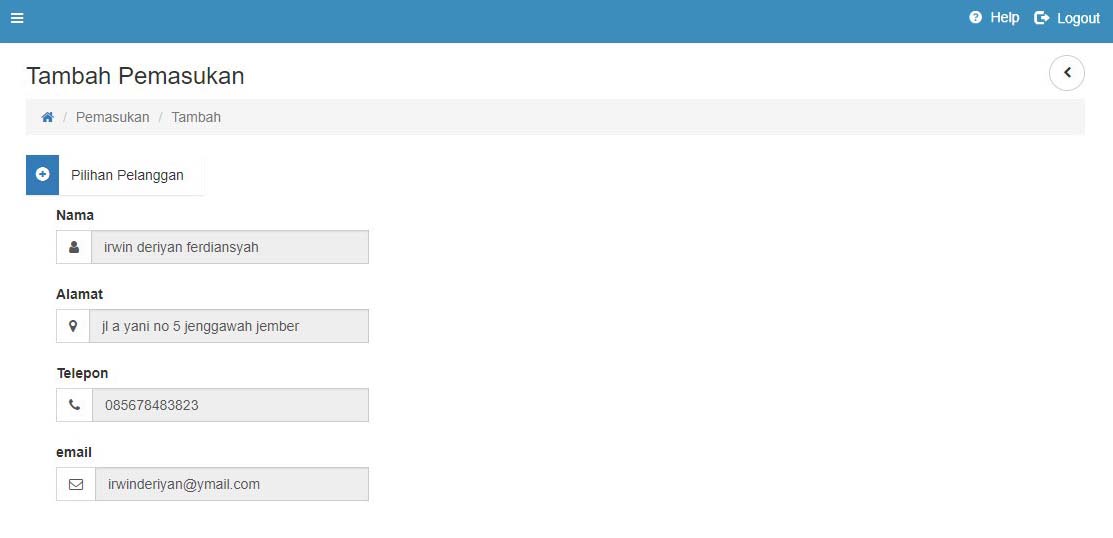 Help Logout
Tambah Pemasukan
/ Pemasukan / Tambah
Pilihan Pelanggan
Nama
irwin deriyan ferdiansyah
Alamat
jl a yani no 5 jenggawah jember
Telepon
085678483823
email
irwinderiyan@ymail.com